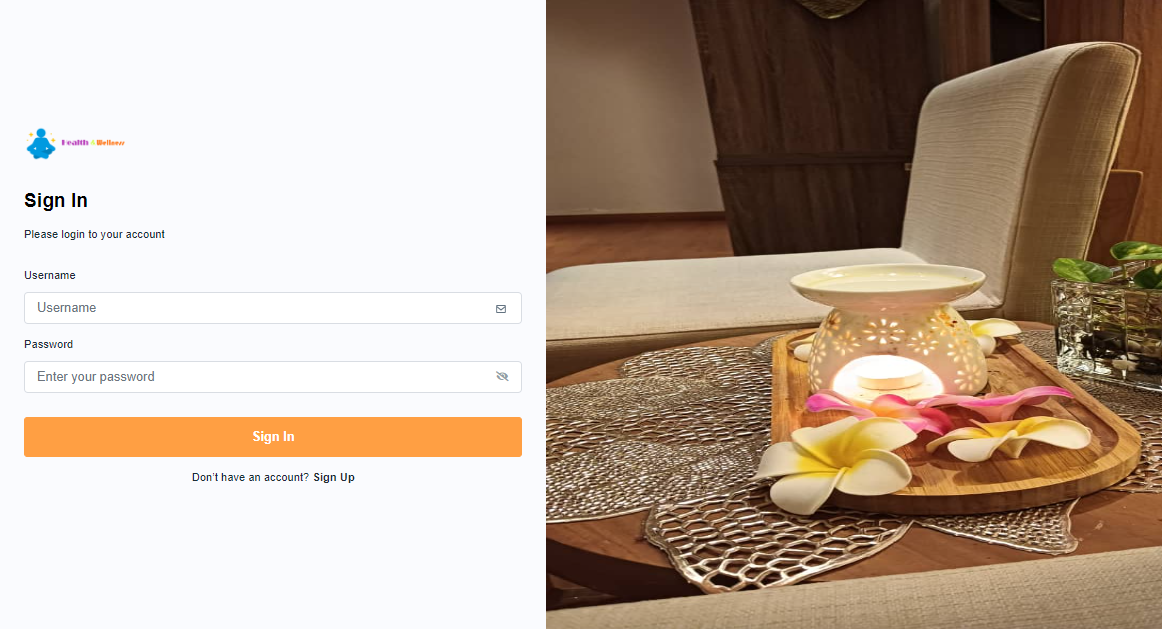 Health & Wellness
Sign In
Please login to your account
Username
Username
Password
Enter your password
Sign In
Don't have an account? Sign Up